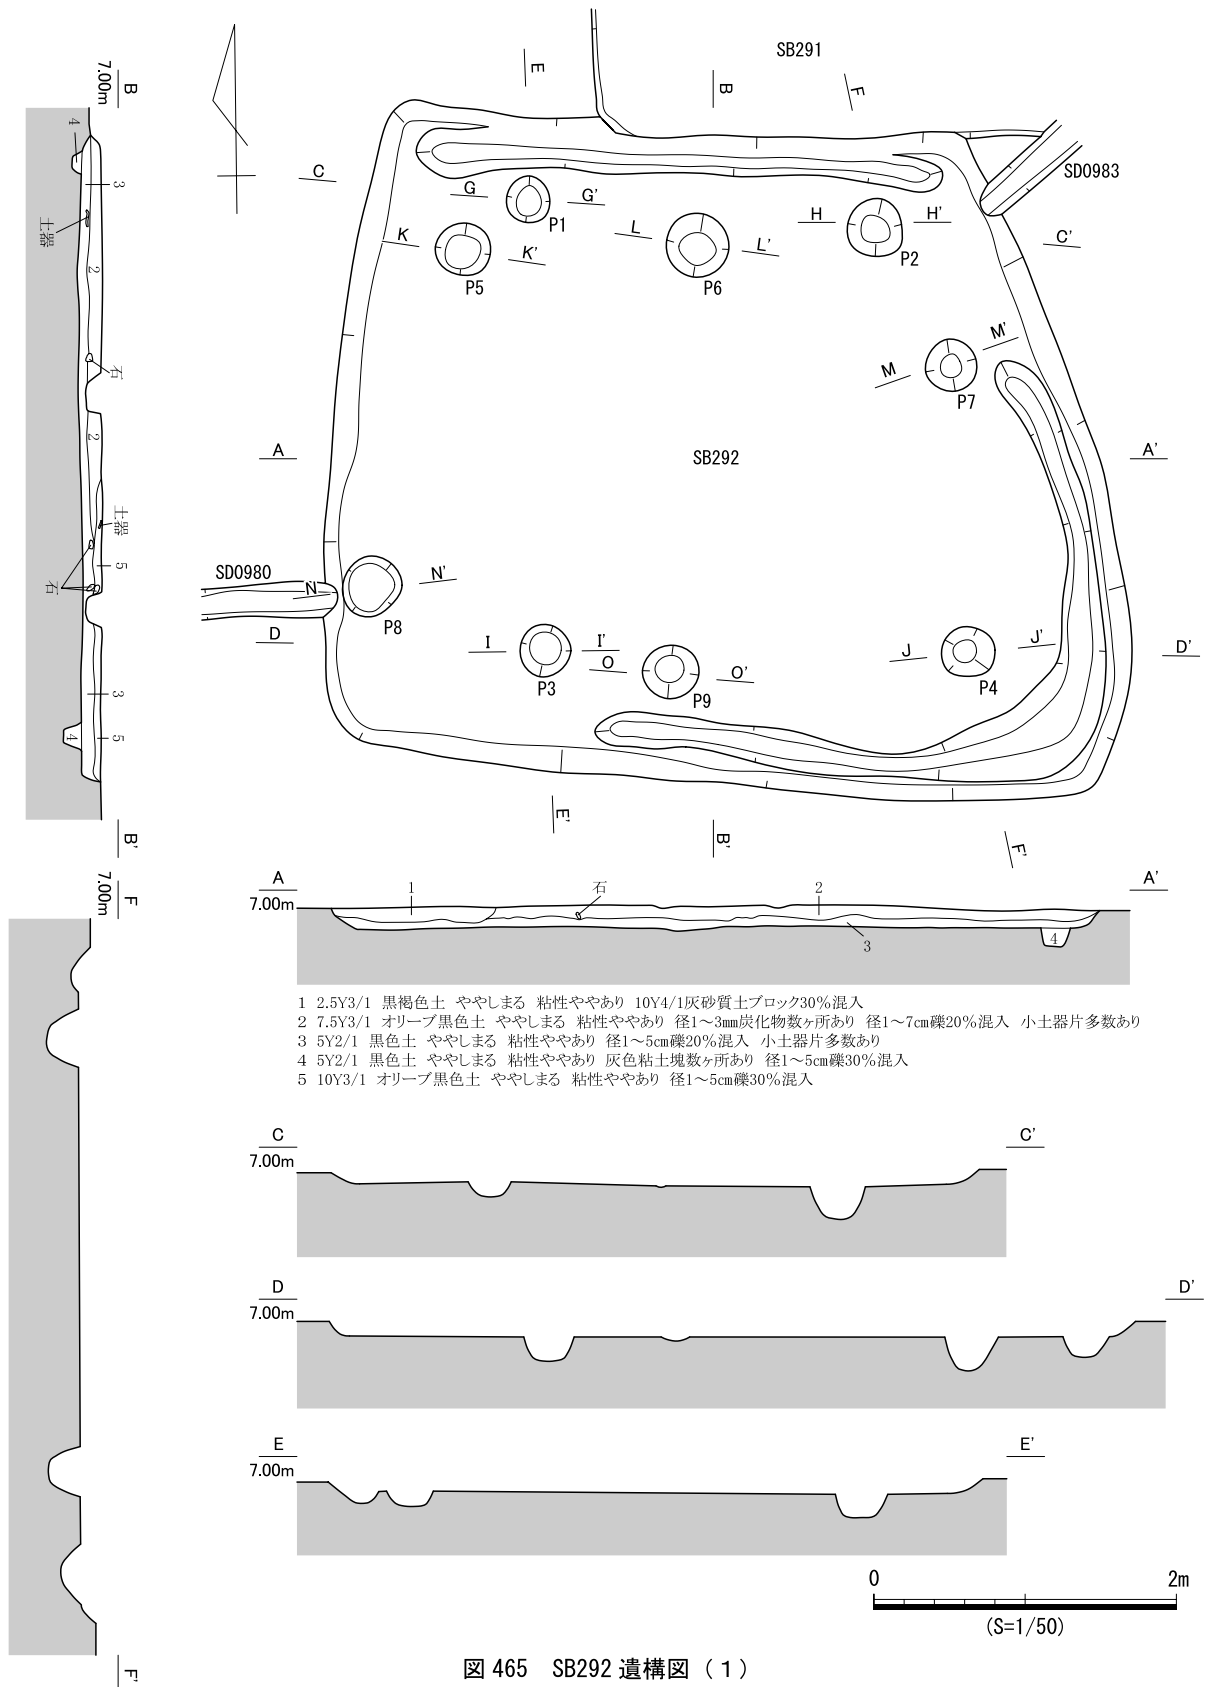 SB291
SD0983
SB292
SD0980
E
B
F
C
G
G'
P1
K
K'
P5
L
L'
P6
H
H'
P2
C'
M
M'
P7
A
A'
N
N'
P8
D
I
I'
P3
O
O'
P9
J
J'
P4
D'
E'
B'
F'
B
7.00m
4
3
土器
2
石
2
土器
5
石
3
4
5
B'
F
7.00m
F'
A
7.00m
1
石
2
3
4
A'
1 2.5Y3/1 黒褐色土 ややしまる 粘性ややあり 10Y4/1灰砂質土ブロック30%混入
2 7.5Y3/1 オリーブ黒色土 ややしまる 粘性ややあり 径1～3mm炭化物数ヶ所あり 径1～7cm礫20%混入 小土器片多数あり
3 5Y2/1 黒色土 ややしまる 粘性ややあり 径1～5cm礫20%混入 小土器片多数あり
4 5Y2/1 黒色土 ややしまる 粘性ややあり 灰色粘土塊数ヶ所あり 径1～5cm礫30%混入
5 10Y3/1 オリーブ黒色土 ややしまる 粘性ややあり 径1～5cm礫30%混入
C
7.00m
C'
D
7.00m
D'
E
7.00m
E'
0
2m
(S=1/50)
図 465 SB292 遺構図（１）